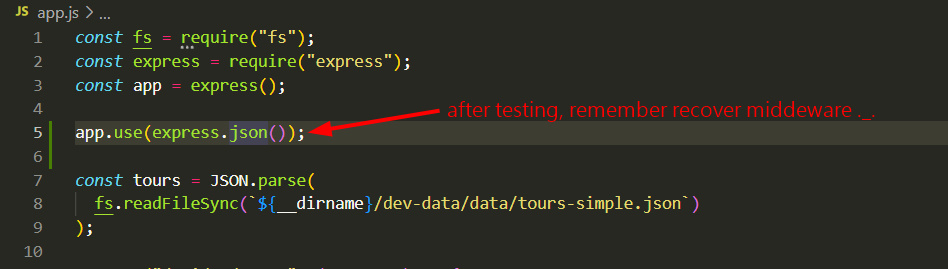 JS app.js > ...
1 const fs = require("fs");
2 const express = require("express");
3 const app = express();
4
5 app.use(express.json()); after testing, remember recover middeware ._.
6
7 const tours = JSON.parse(
8 fs.readFileSync(`${__dirname}/dev-data/data/tours-simple.json`)
9 );
10